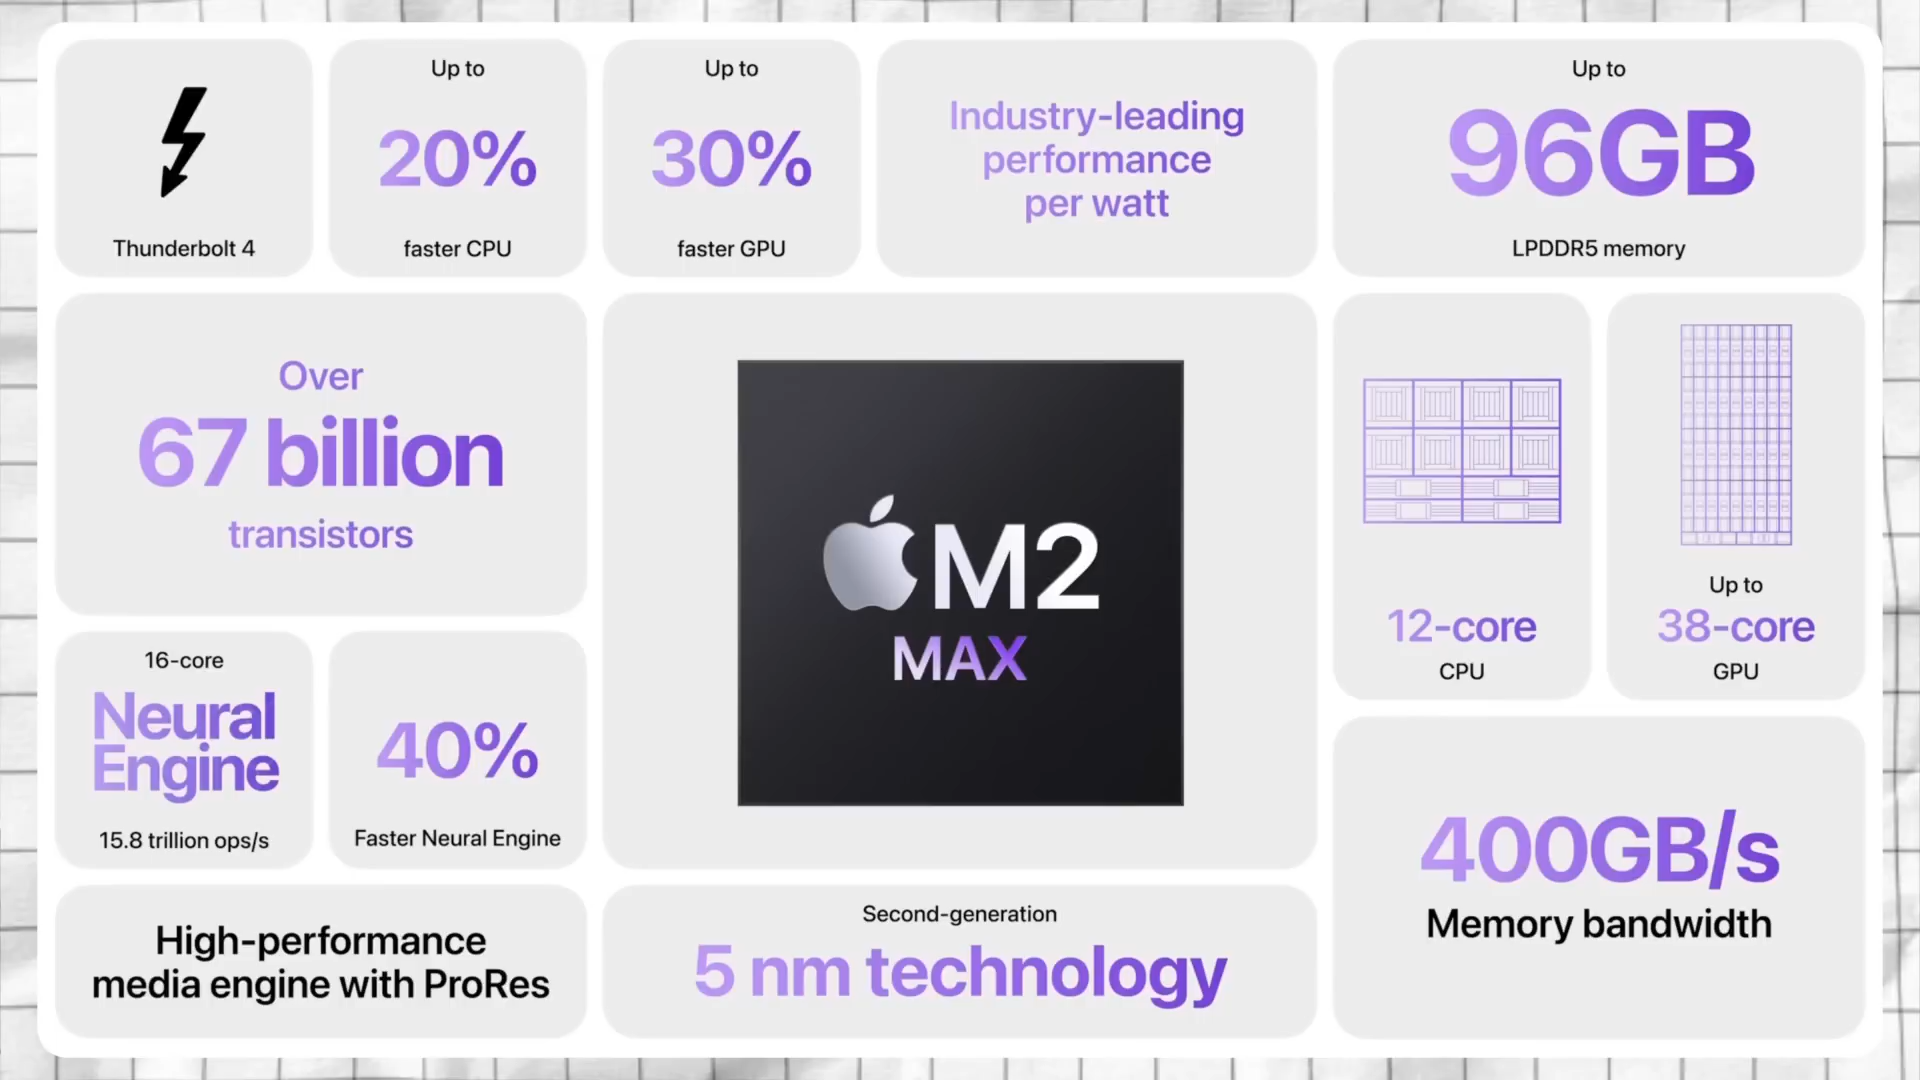 Thunderbolt 4
Up to
20%
faster CPU
Up to
30%
faster GPU
Industry-leading
performance
per watt
Up to
96GB
LPDDR5 memory
Over
67 billion
transistors
M2
MAX
12-core
CPU
Up to
38-core
GPU
16-core
Neural
Engine
15.8 trillion ops/s
40%
Faster Neural Engine
400GB/s
Memory bandwidth
High-performance
media engine with ProRes
Second-generation
5 nm technology